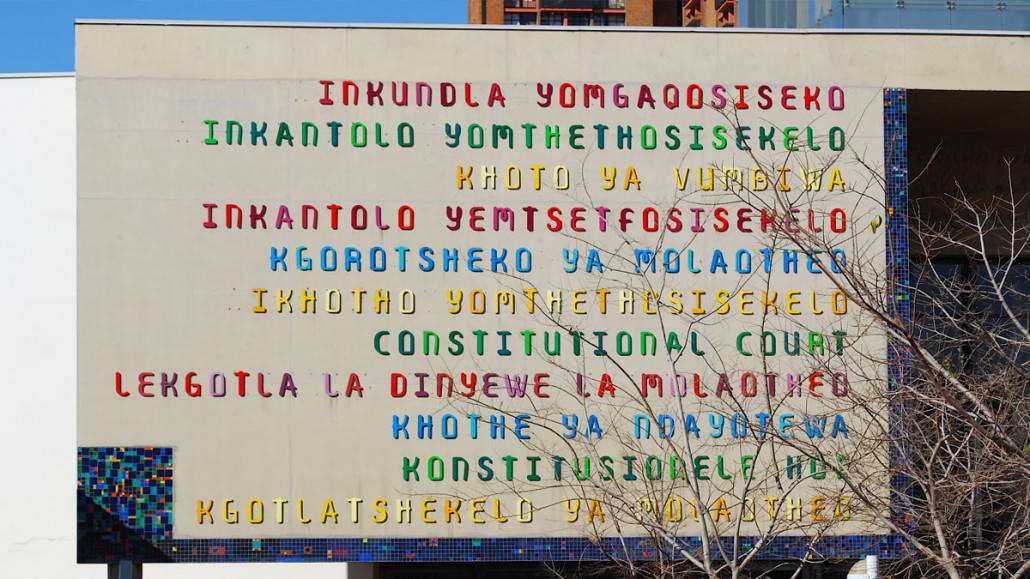 INKUNDLA YOMGAQOSISEKO
INKANTOLO YOMTHETHOSISEKELO
KHOTO YA VUMBIWA
INKANTOLO YEMTSETFOSISEKELO
KGOROTSHEKO YA MOLAOTHEO
IKHOTHO YOMTHETHESISEKELO
CONSTITUTIONAL COURT
LEKGOTLA LA DINYEWE LA MOLAOTHEO
KHOTHE YA NDAYOTEWA
KONSTITUSIONELE HOF
KGOTLATSHEKELO YA MOLAOTHEO